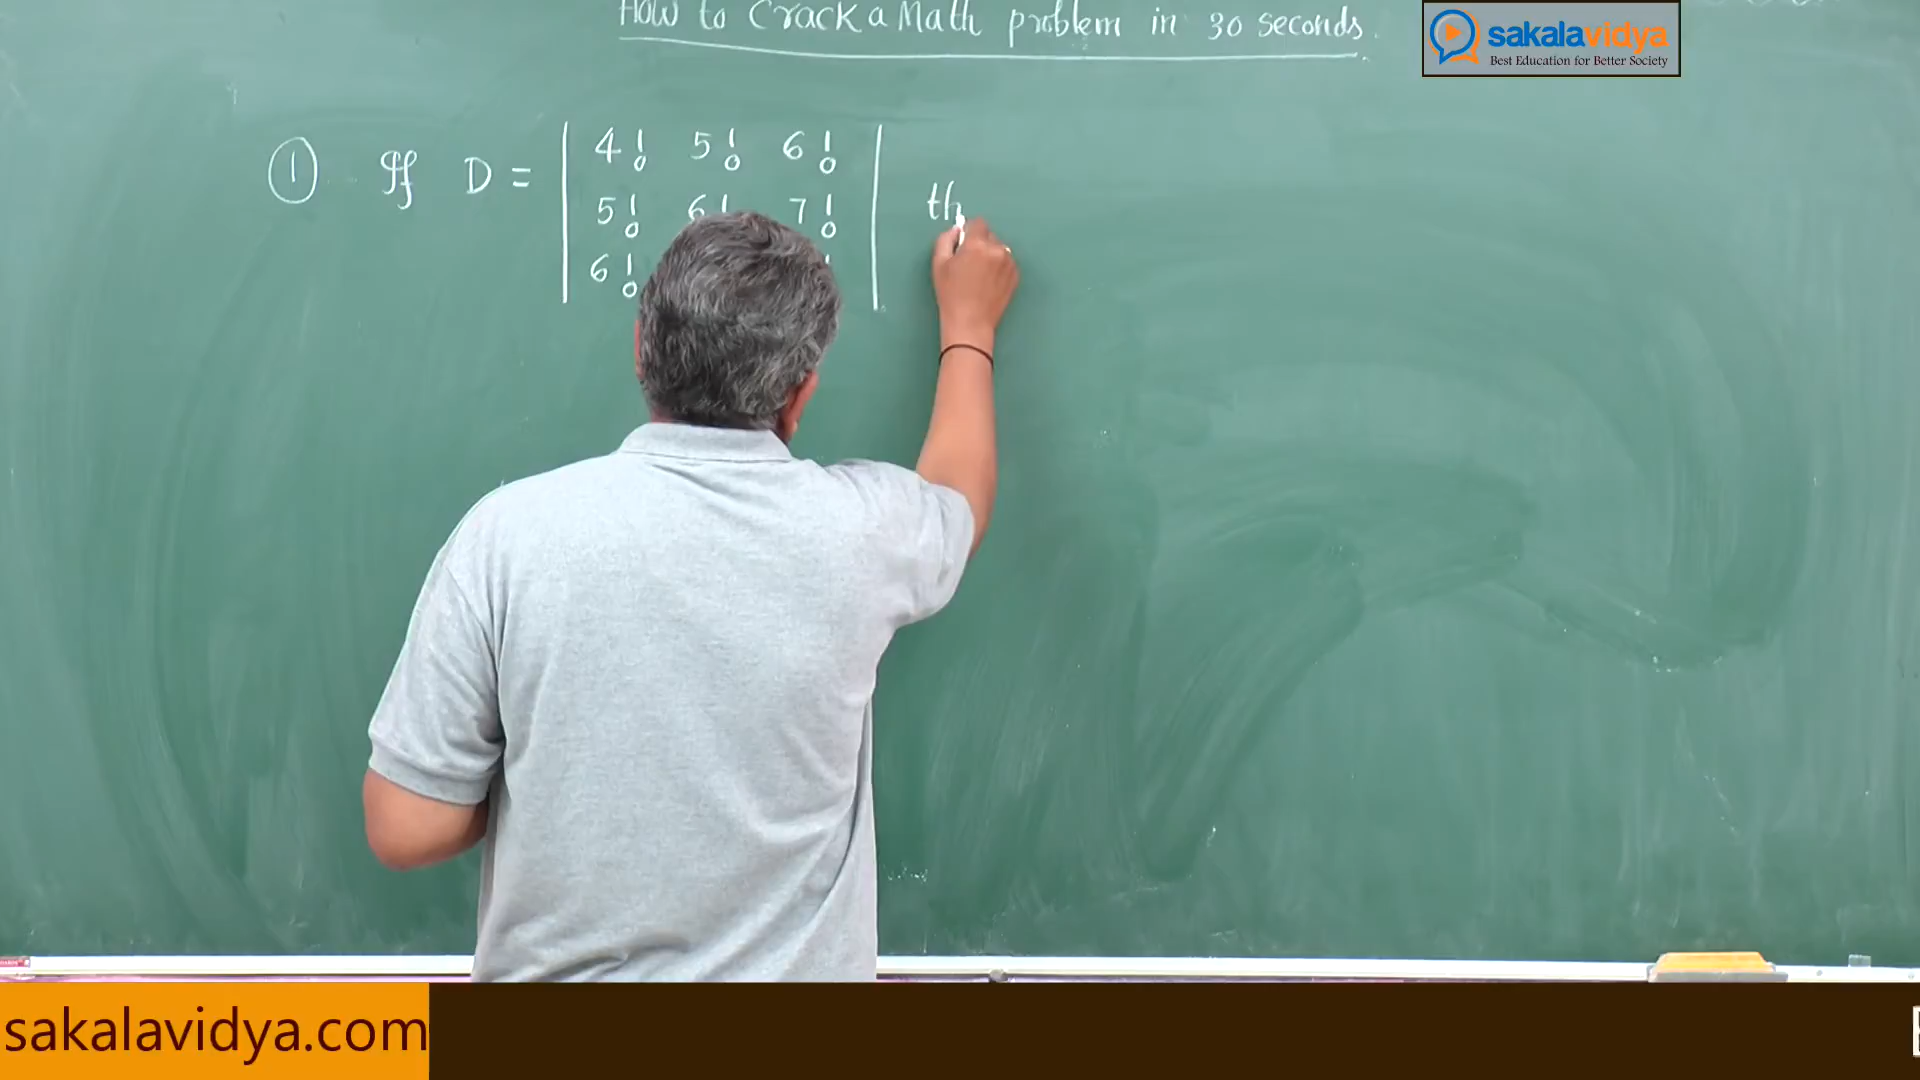 How to Crack a Math problem in 30 seconds.
sakalavidya
Best Education for Better Society
① If D = | 4! 5! 6! |
5! 6! 7!
6!
th
sakalavidya.com